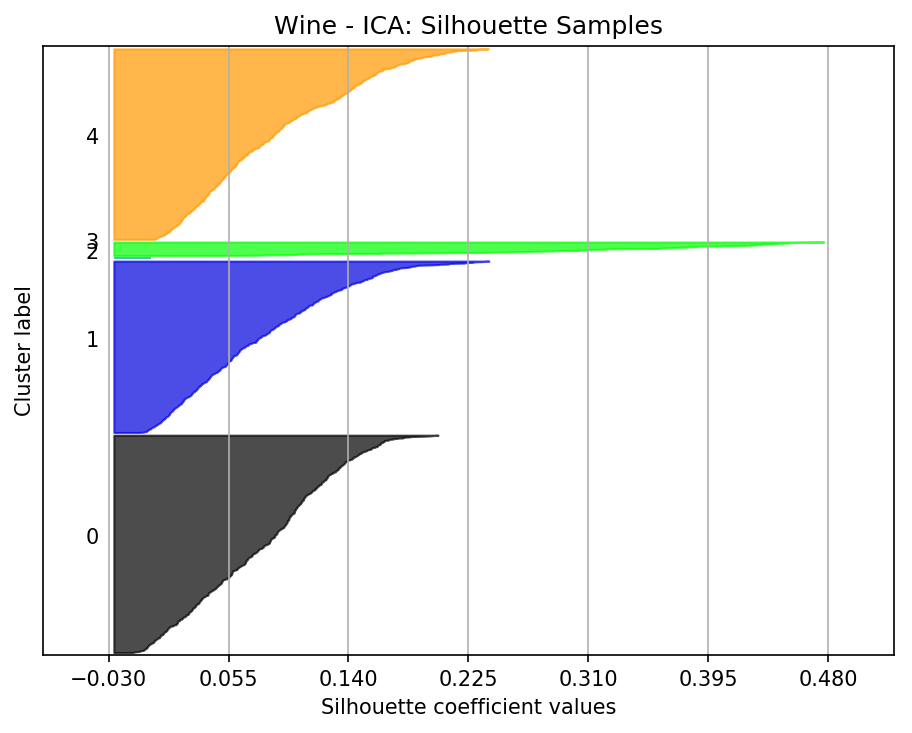 Wine - ICA: Silhouette Samples
Cluster label
4
3
2
1
0
−0.030 0.055 0.140 0.225 0.310 0.395 0.480
Silhouette coefficient values